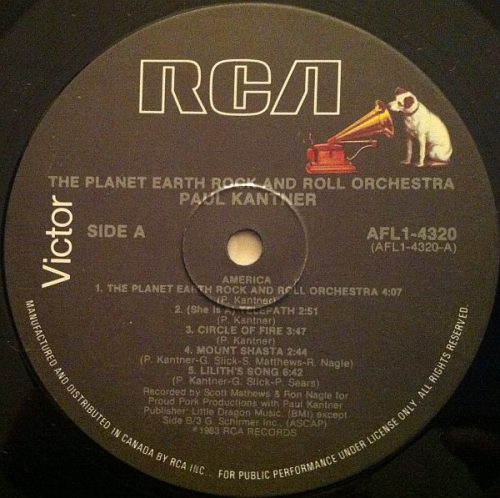 RCA
THE PLANET EARTH ROCK AND ROLL ORCHESTRA
PAUL KANTNER
Victor
SIDE A
AFL1-4320
(AFL1-4320-A)
AMERICA
1. THE PLANET EARTH ROCK AND ROLL ORCHESTRA 4:07
(P. Kantner)
2. (She Is A) TELEPATH 2:51
(P. Kantner)
3. CIRCLE OF FIRE 3:47
(P. Kantner)
4. MOUNT SHASTA 2:44
(P. Kantner-G. Slick-S. Matthews-R. Nagle)
5. LILITH'S SONG 6:42
(P. Kantner-G. Slick-P. Sears)
Recorded by Scott Mathews & Ron Nagle for
Proud Pork Productions with Paul Kantner
Publisher: Little Dragon Music, (BMI) except
Side B/3 G. Schirmer Inc., (ASCAP)
1983 RCA RECORDS
MANUFACTURED AND DISTRIBUTED IN CANADA BY RCA INC., FOR PUBLIC PERFORMANCE UNDER LICENSE ONLY. ALL RIGHTS RESERVED.